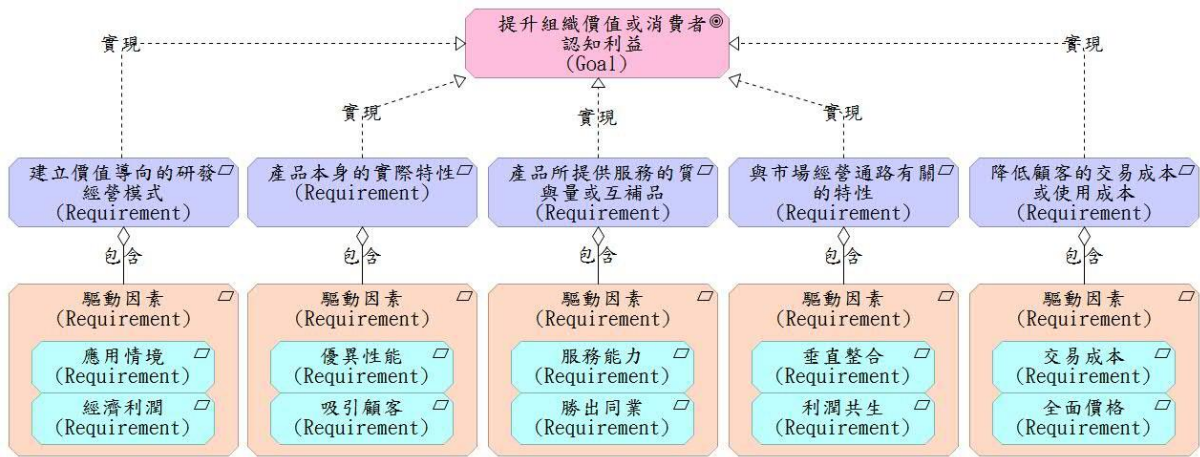 提升組織價值或消費者
認知利益
(Goal)
實現
實現
實現
實現
實現
建立價值導向的研發
經營模式
(Requirement)
產品本身的實際特性
(Requirement)
產品所提供服務的質
與量或互補品
(Requirement)
與市場經營通路有關
的特性
(Requirement)
降低顧客的交易成本
或使用成本
(Requirement)
包含
包含
包含
包含
包含
驅動因素
(Requirement)
應用情境
(Requirement)
經濟利潤
(Requirement)
驅動因素
(Requirement)
優異性能
(Requirement)
吸引顧客
(Requirement)
驅動因素
(Requirement)
服務能力
(Requirement)
勝出同業
(Requirement)
驅動因素
(Requirement)
垂直整合
(Requirement)
利潤共生
(Requirement)
驅動因素
(Requirement)
交易成本
(Requirement)
全面價格
(Requirement)